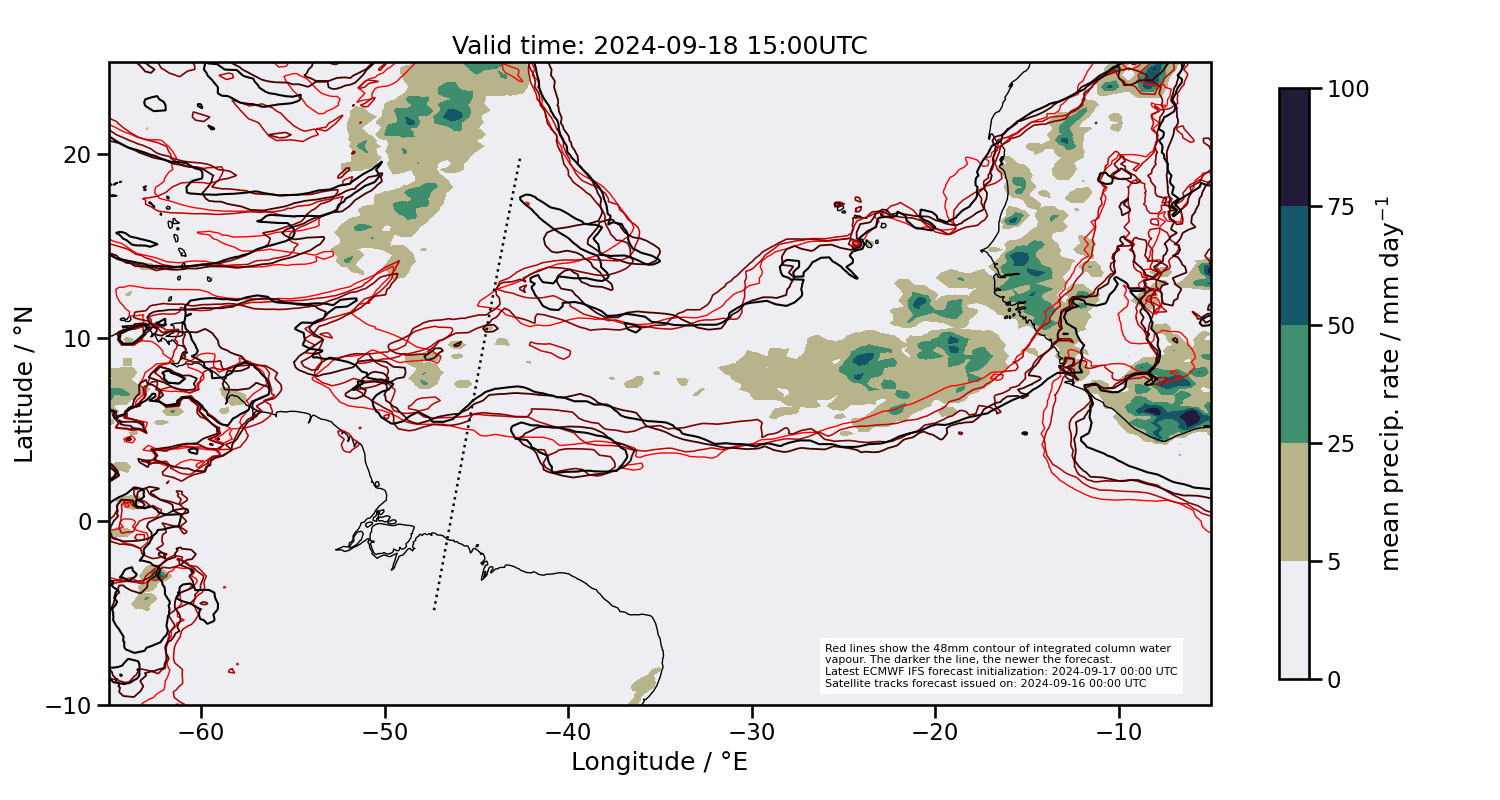 Valid time: 2024-09-18 15:00UTC
Latitude / °N
20
10
0
−10
−60
−50
−40
−30
−20
−10
Longitude / °E
Red lines show the 48mm contour of integrated column water
vapour. The darker the line, the newer the forecast.
Latest ECMWF IFS forecast initialization: 2024-09-17 00:00 UTC
Satellite tracks forecast issued on: 2024-09-16 00:00 UTC
100
75
50
25
5
0
mean precip. rate / mm day⁻¹